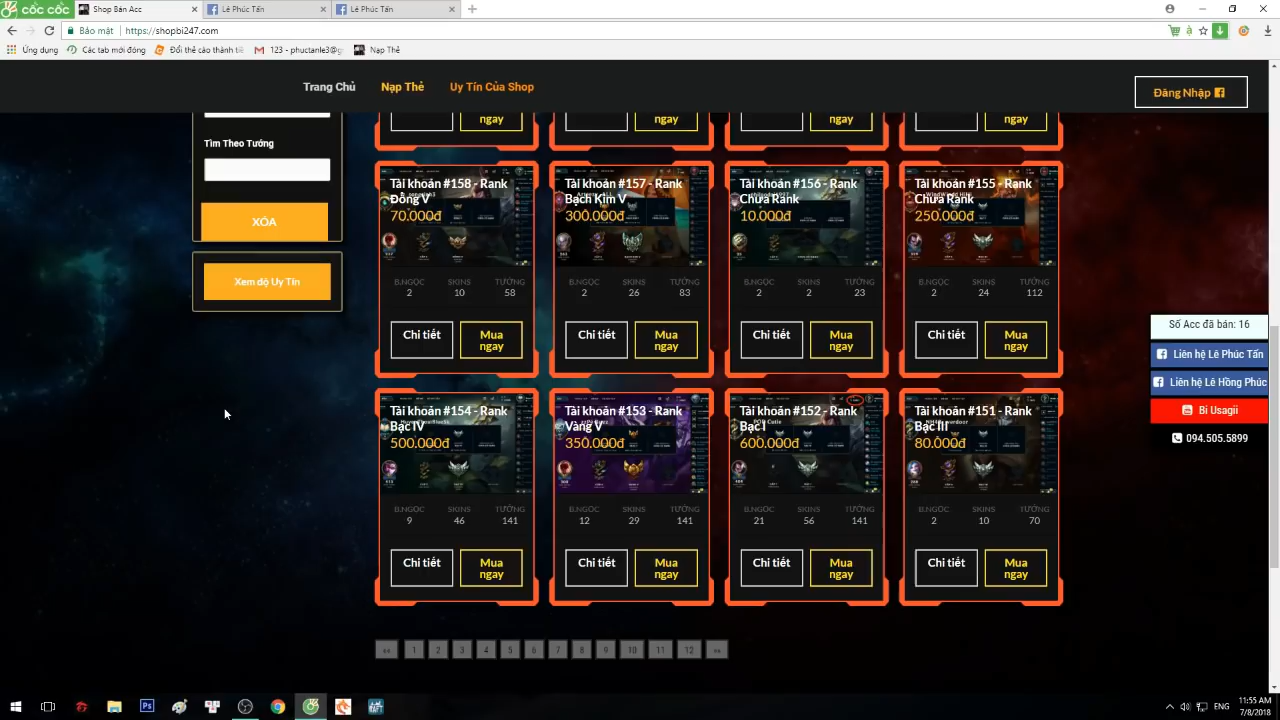 cốc cốc
Shop Bán Acc
Lê Phúc Tấn
Lê Phúc Tấn
Bảo mật
https://shopbi247.com
Ứng dụng
Các tab mới đóng
Đổi thẻ cào thành tiề
123 - phuctanle3@g
Nạp Thẻ
Trang Chủ
Nạp Thẻ
Uy Tín Của Shop
Đăng Nhập
ngay
ngay
ngay
ngay
Tìm Theo Tướng
XÓA
Xem độ Uy Tín
Tài khoản #158 - Rank
Đồng V
70.000đ
B.NGỌC SKINS TƯỚNG
2 10 58
Chi tiết
Mua
ngay
Tài khoản #157 - Rank
Bạch Kim V
300.000đ
B.NGỌC SKINS TƯỚNG
2 26 83
Chi tiết
Mua
ngay
Tài khoản #156 - Rank
Chưa Rank
10.000đ
B.NGỌC SKINS TƯỚNG
2 2 23
Chi tiết
Mua
ngay
Tài khoản #155 - Rank
Chưa Rank
250.000đ
B.NGỌC SKINS TƯỚNG
2 24 112
Chi tiết
Mua
ngay
Tài khoản #154 - Rank
Bạc IV
500.000đ
B.NGỌC SKINS TƯỚNG
9 46 141
Chi tiết
Mua
ngay
Tài khoản #153 - Rank
Vàng V
350.000đ
B.NGỌC SKINS TƯỚNG
12 29 141
Chi tiết
Mua
ngay
Tài khoản #152 - Rank
Bạc I
600.000đ
B.NGỌC SKINS TƯỚNG
21 56 141
Chi tiết
Mua
ngay
Tài khoản #151 - Rank
Bạc III
80.000đ
B.NGỌC SKINS TƯỚNG
2 10 70
Chi tiết
Mua
ngay
Số Acc đã bán: 16
Liên hệ Lê Phúc Tấn
Liên hệ Lê Hồng Phúc
Bi Usagii
094.505.5899
«« 1 2 3 4 5 6 7 8 9 10 11 12 »»
ENG
11:55 AM
7/8/2018